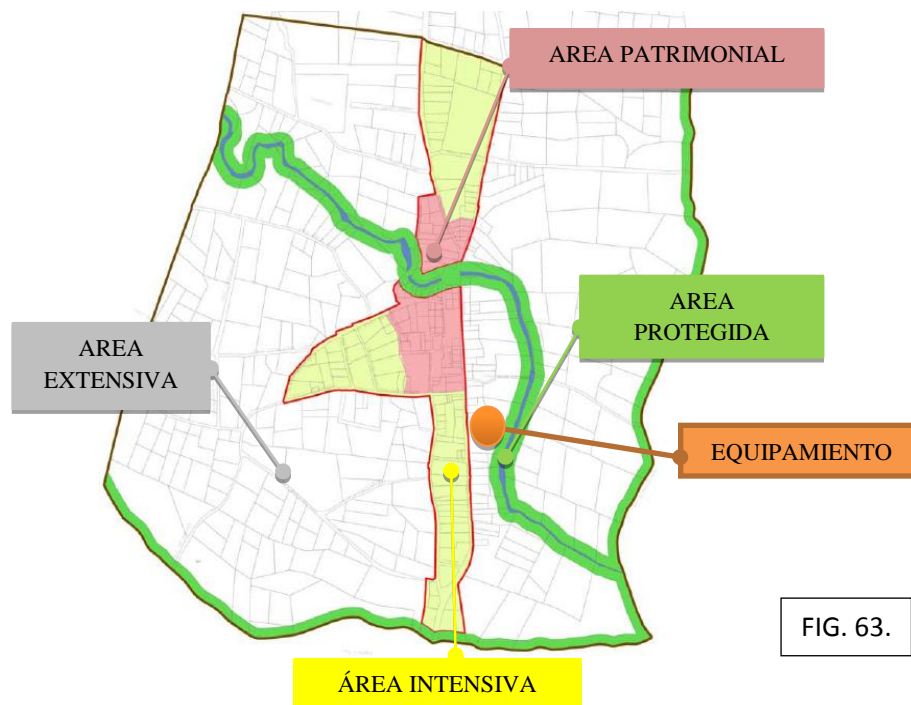 AREA PATRIMONIAL
AREA
PROTEGIDA
AREA
EXTENSIVA
EQUIPAMIENTO
FIG. 63.
ÁREA INTENSIVA